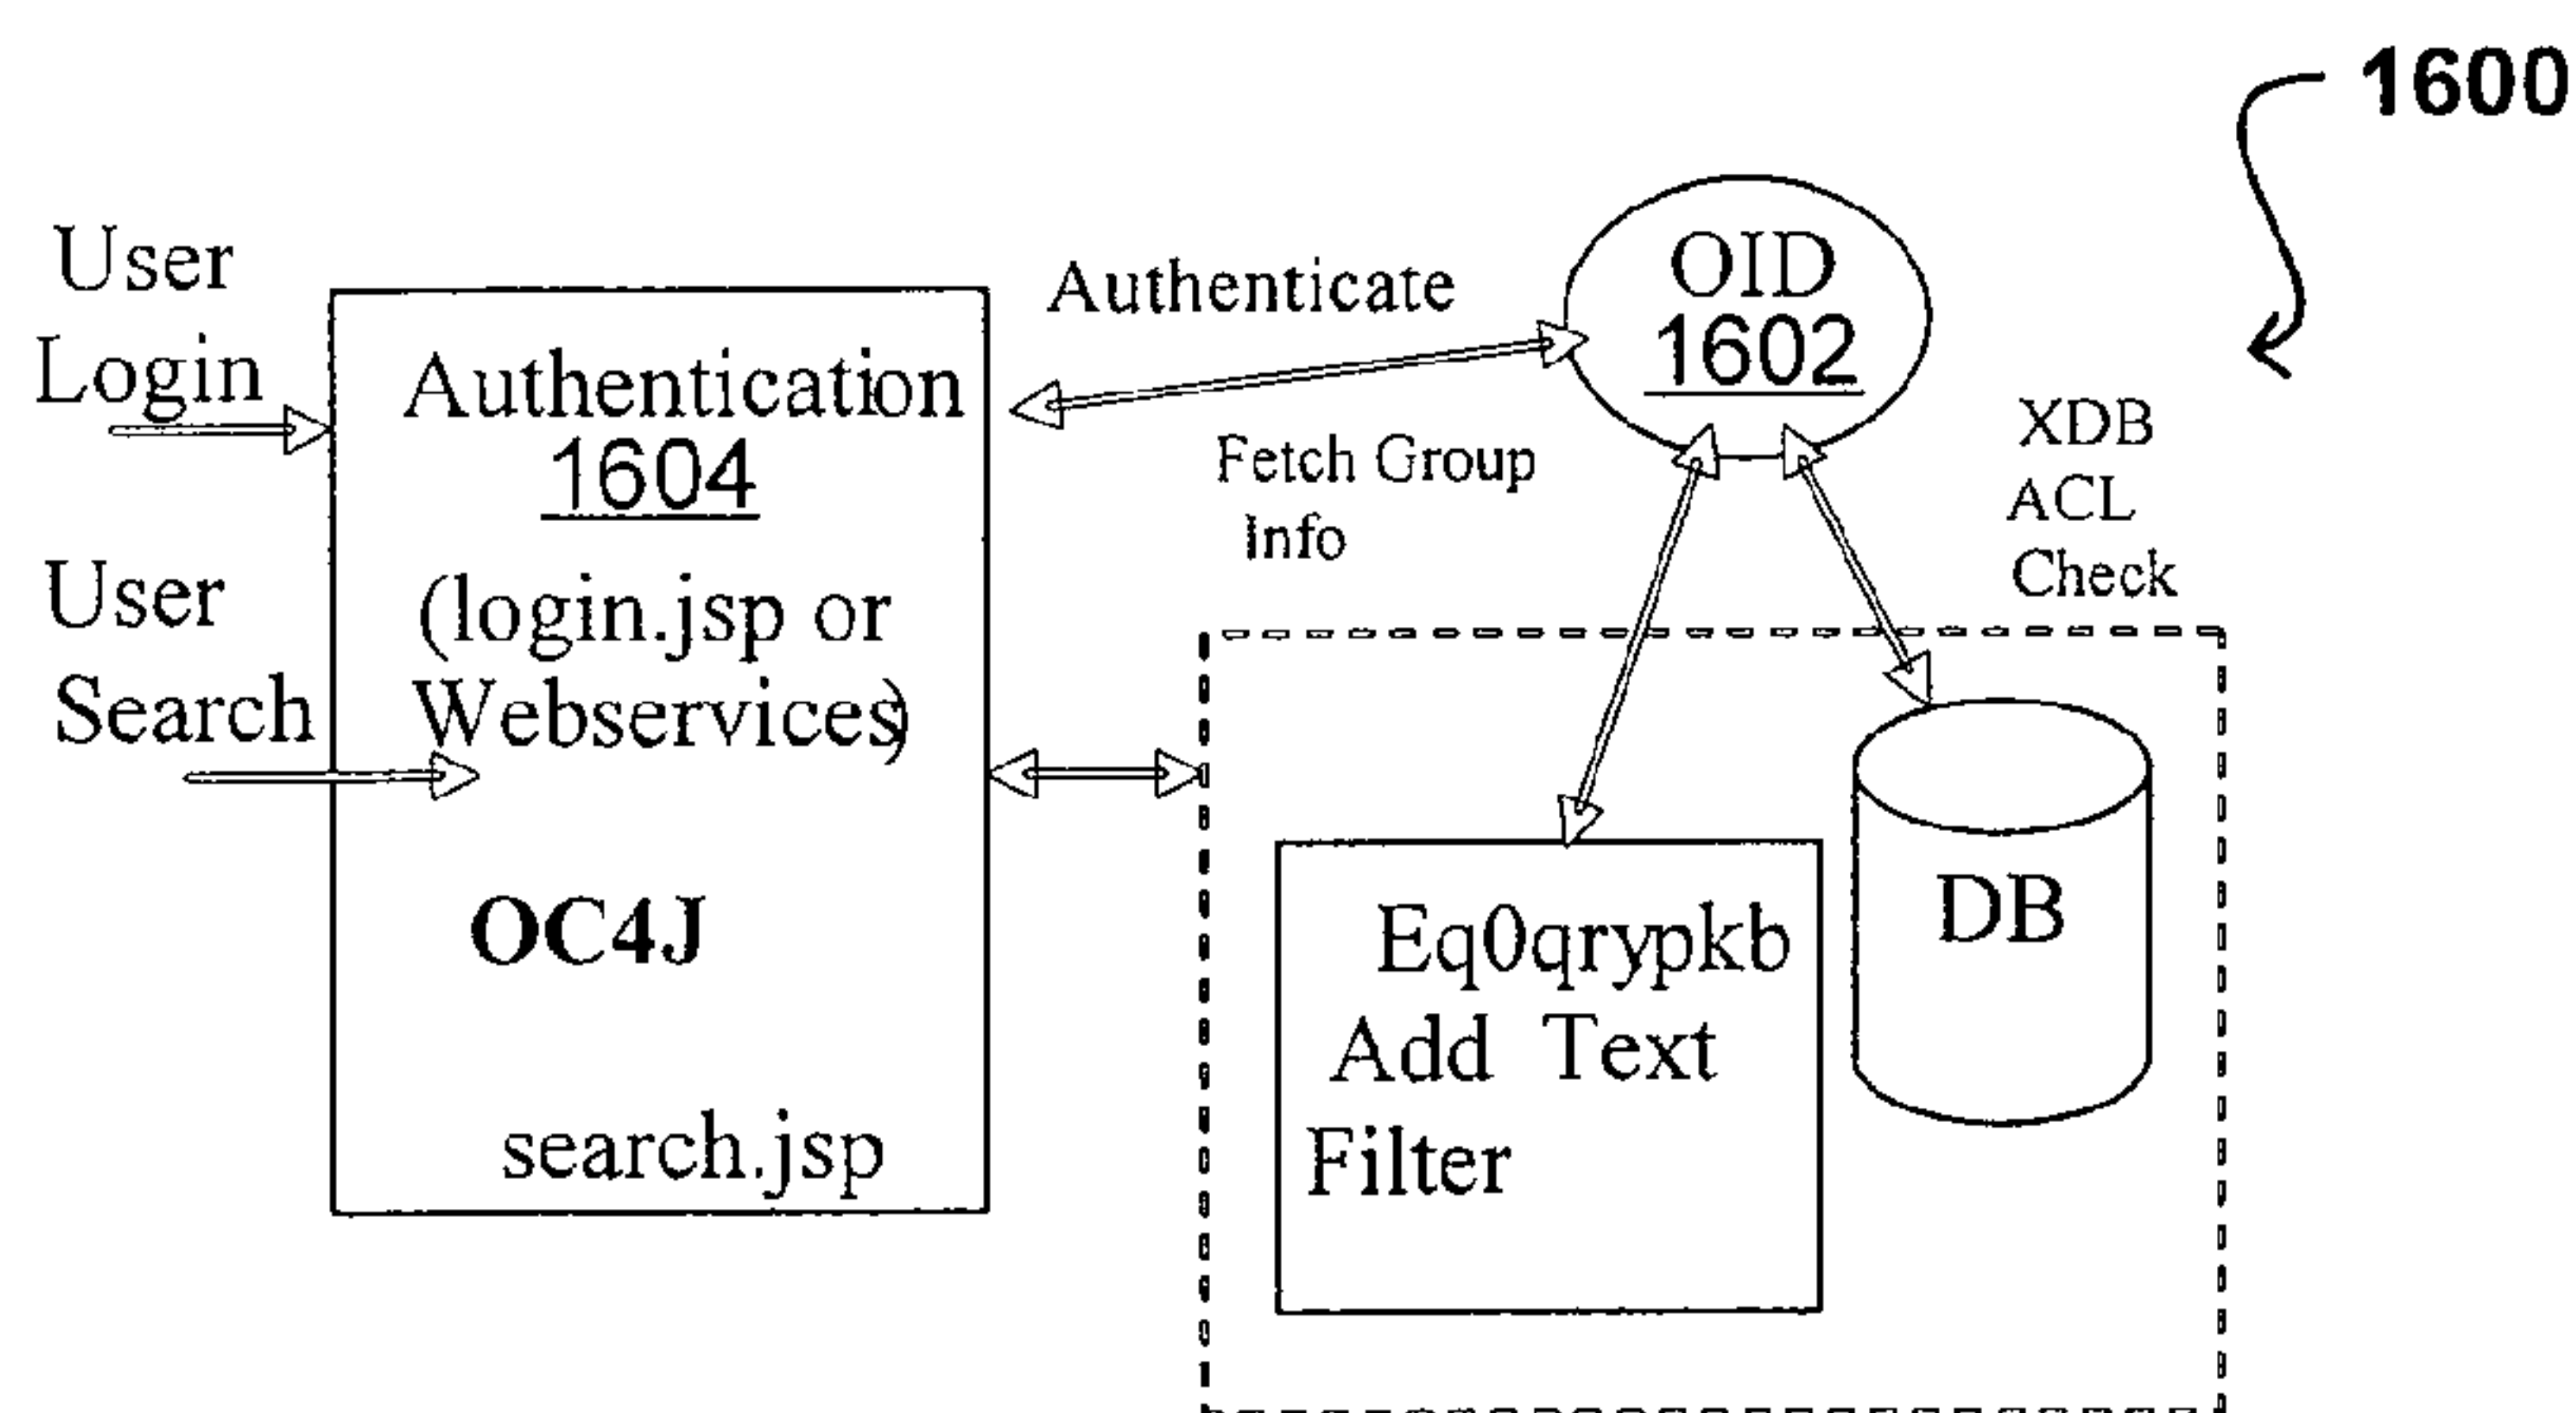 1600
User
Login
User
Search
Authentication
1604
(login.jsp or
Webservices)
OC4J
search.jsp
Authenticate
OID
1602
Fetch Group
Info
XDB
ACL
Check
Eq0qrypkb
Add Text
Filter
DB